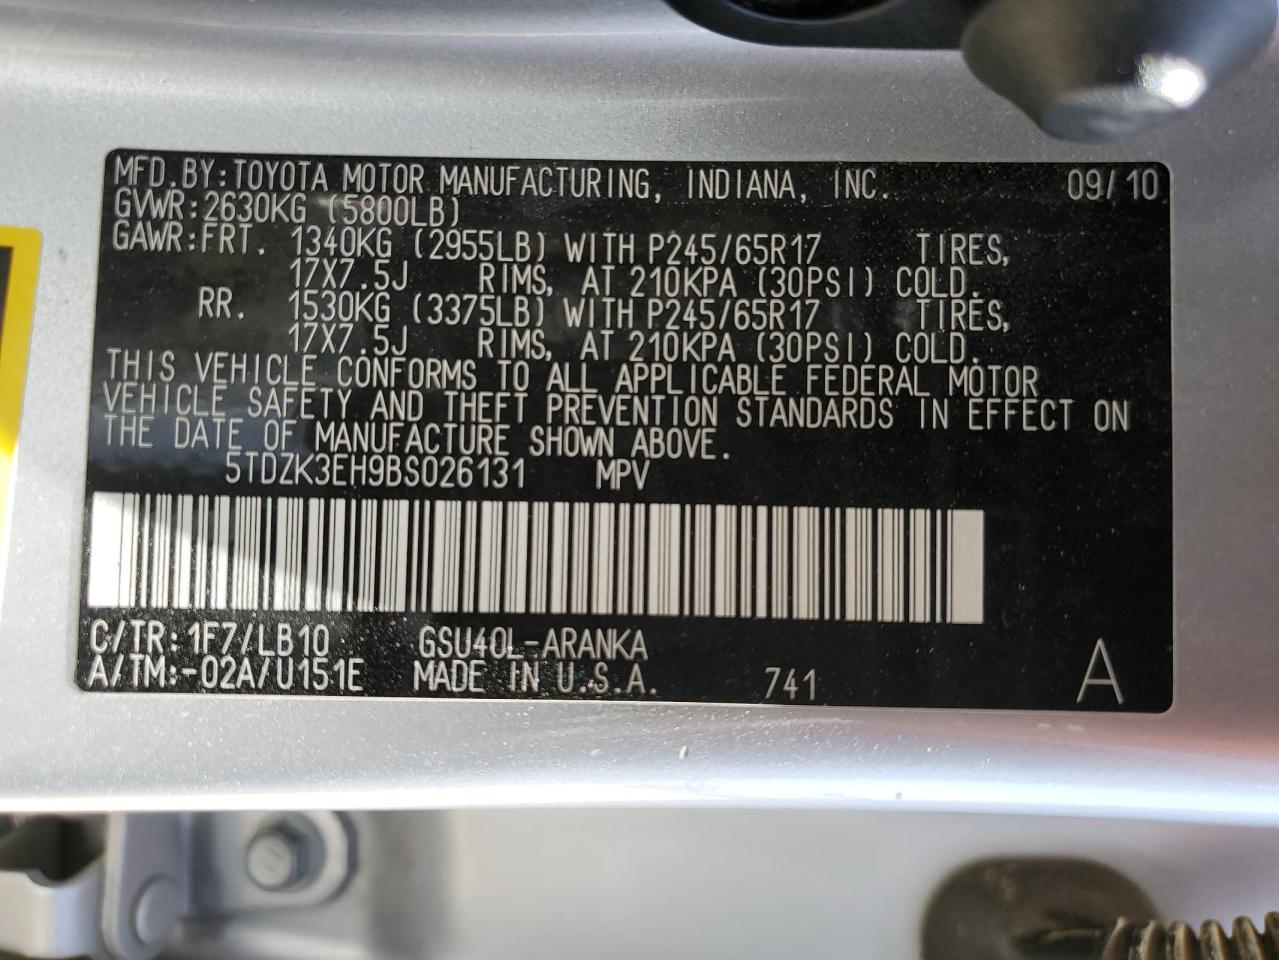 MFD.BY:TOYOTA MOTOR MANUFACTURING, INDIANA, INC. 09/10
GVWR:2630KG (5800LB)
GAWR:FRT. 1340KG (2955LB) WITH P245/65R17 TIRES,
17X7.5J RIMS, AT 210KPA (30PSI) COLD.
RR. 1530KG (3375LB) WITH P245/65R17 TIRES,
17X7.5J RIMS, AT 210KPA (30PSI) COLD.
THIS VEHICLE CONFORMS TO ALL APPLICABLE FEDERAL MOTOR
VEHICLE SAFETY AND THEFT PREVENTION STANDARDS IN EFFECT ON
THE DATE OF MANUFACTURE SHOWN ABOVE.
5TDZK3EH9BS026131 MPV
C/TR:1F7/LB10 GSU40L-ARANKA
A/TM:-02A/U151E MADE IN U.S.A. 741 A